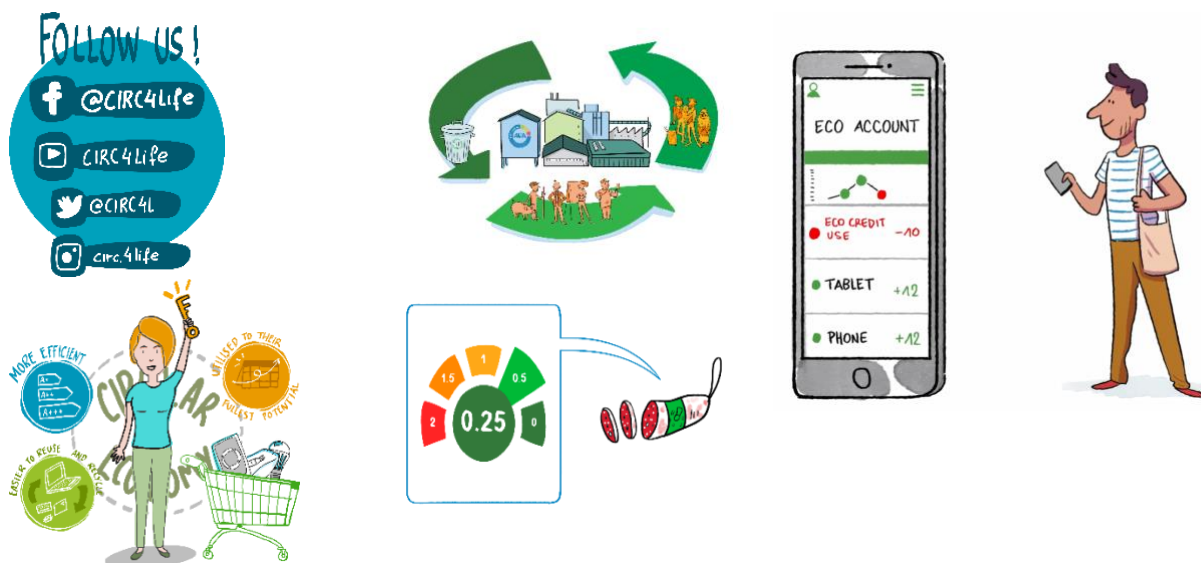 FOLLOW US!
@CIRC4Life
CIRC4Life
@CIRC4L
circ.4life
MORE EFFICIENT
A+
A++
A+++
UTILISED TO THEIR
FULLEST POTENTIAL
CIRCULAR
ECONOMY
EASIER TO REUSE AND RECYCLE
2
1.5
1
0.5
0
0.25
ECO ACCOUNT
ECO CREDIT
USE -10
TABLET +12
PHONE +12